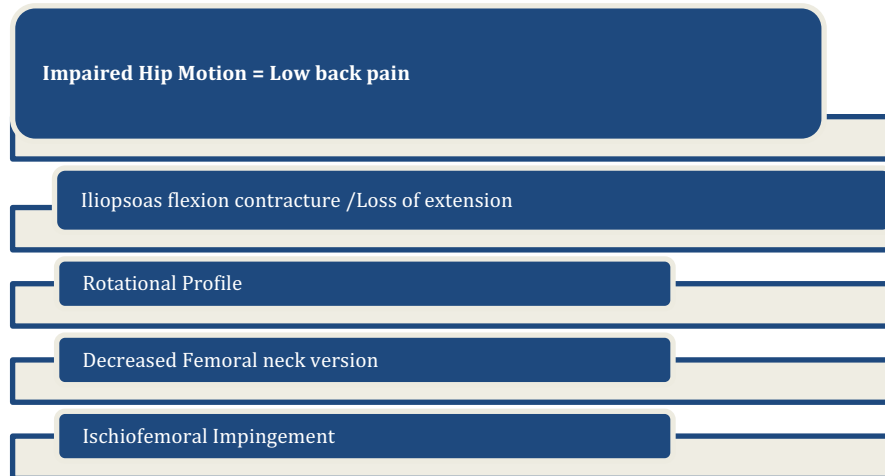 Impaired Hip Motion = Low back pain
Iliopsoas flexion contracture /Loss of extension
Rotational Profile
Decreased Femoral neck version
Ischiofemoral Impingement